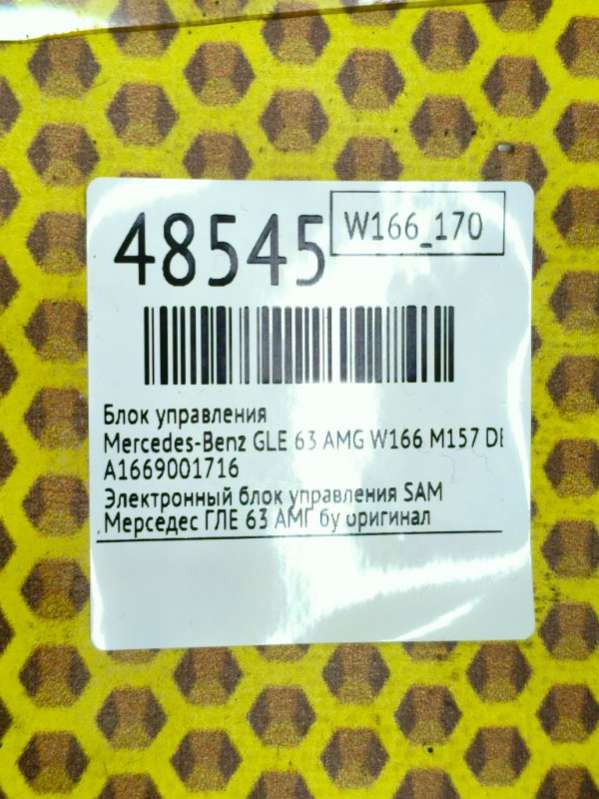 48545
W166_170
Блок управления
Mercedes-Benz GLE 63 AMG W166 M157 DE
A1669001716
Электронный блок управления SAM
Мерседес ГЛЕ 63 АМГ бу оригинал